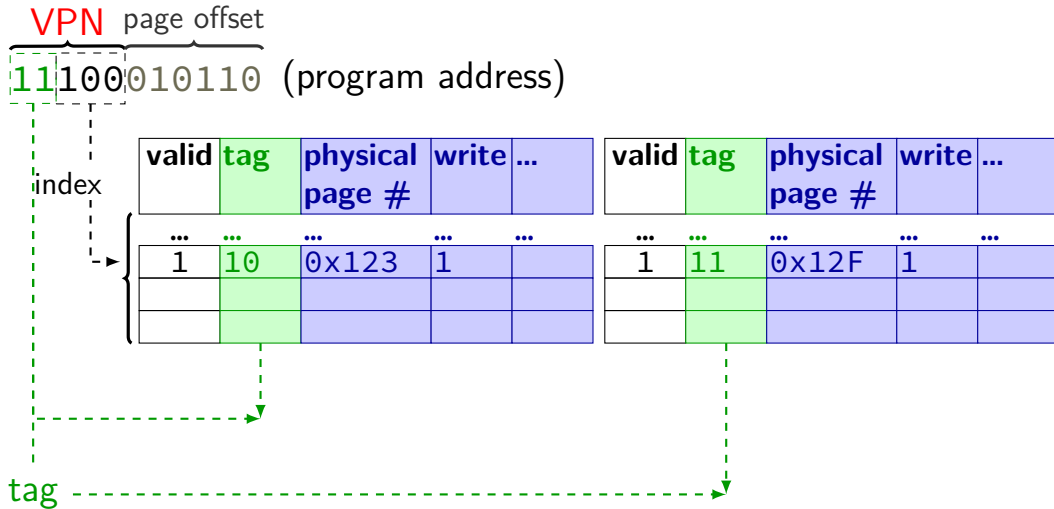 VPN page offset
11100010110 (program address)
index
valid tag physical page # write ... valid tag physical page # write ...
... ... ... ... ... ... ... ... ... ...
1 10 0x123 1 1 11 0x12F 1
tag